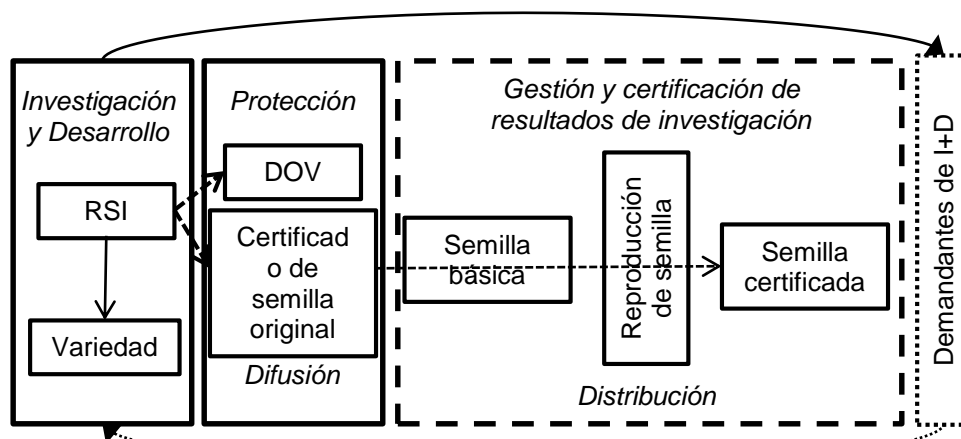 Investigación
y Desarrollo
RSI
Variedad
Protección
DOV
Certificad
o de
semilla
original
Difusión
Gestión y certificación de
resultados de investigación
Semilla
básica
Reproducción
de semilla
Semilla
certificada
Distribución
Demandantes de I+D